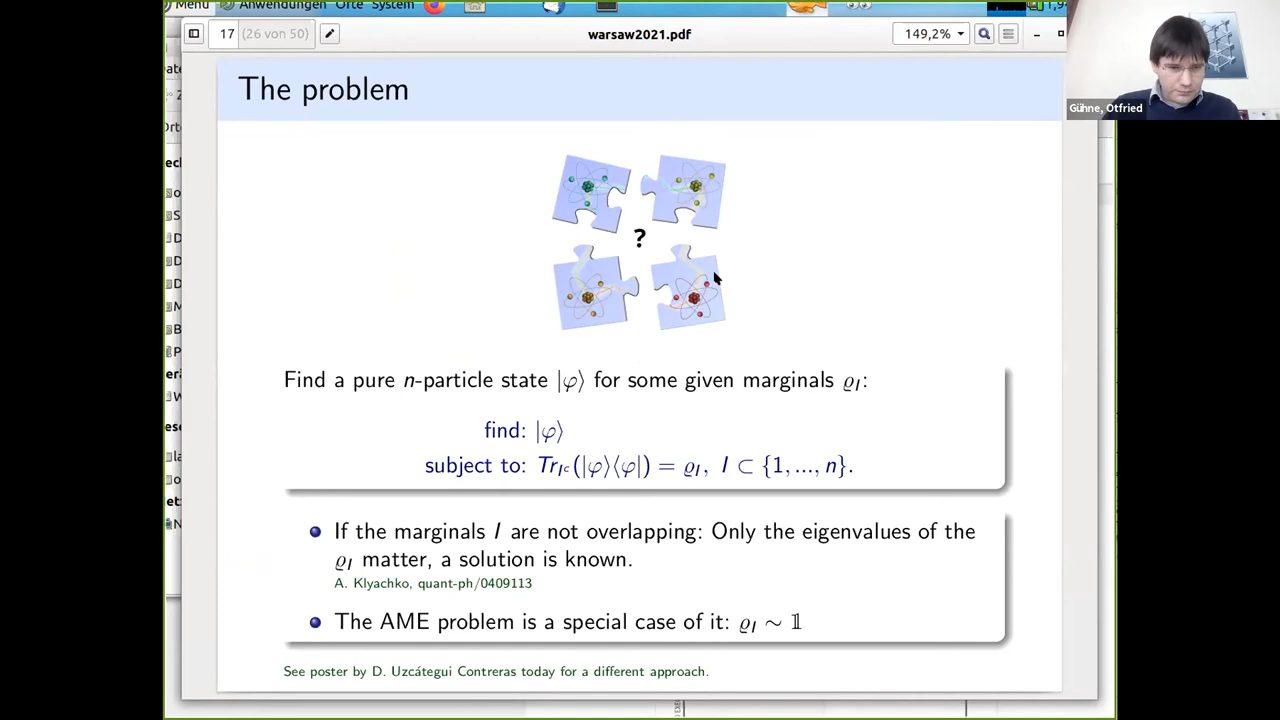 Menü Anwendungen Orte System
17 (26 von 50) warsaw2021.pdf 149,2%
Gühne, Otfried
The problem
?
Find a pure n-particle state |φ⟩ for some given marginals ϱ_I:
find: |φ⟩
subject to: Tr_{I^c}(|φ⟩⟨φ|) = ϱ_I, I ⊂ {1, ..., n}.
If the marginals I are not overlapping: Only the eigenvalues of the
ϱ_I matter, a solution is known.
A. Klyachko, quant-ph/0409113
The AME problem is a special case of it: ϱ_I ∼ 𝟙
See poster by D. Uzcátegui Contreras today for a different approach.